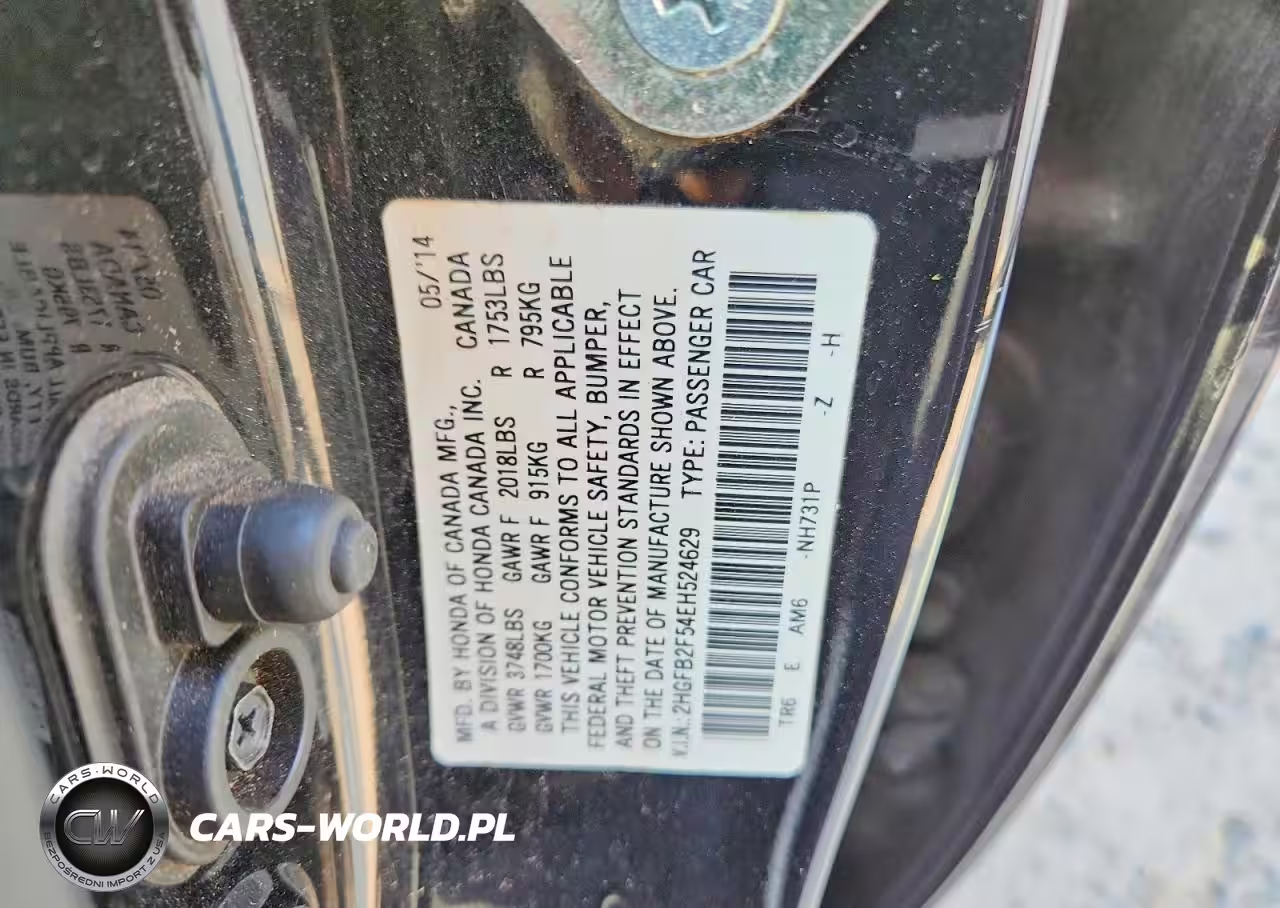 MFD. BY HONDA OF CANADA MFG., 05/'14
A DIVISION OF HONDA CANADA INC. CANADA
GVWR 3748LBS GAWR F 2018LBS R 1753LBS
GVWR 1700KG GAWR F 915KG R 795KG
THIS VEHICLE CONFORMS TO ALL APPLICABLE
FEDERAL MOTOR VEHICLE SAFETY, BUMPER,
AND THEFT PREVENTION STANDARDS IN EFFECT
ON THE DATE OF MANUFACTURE SHOWN ABOVE.
V.I.N.: 2HGFB2F54EH524629 TYPE: PASSENGER CAR
TR6 E AM6 -NH731P -Z -H
CARS-WORLD
CW
BEZPOŚREDNI IMPORT Z USA
CARS-WORLD.PL